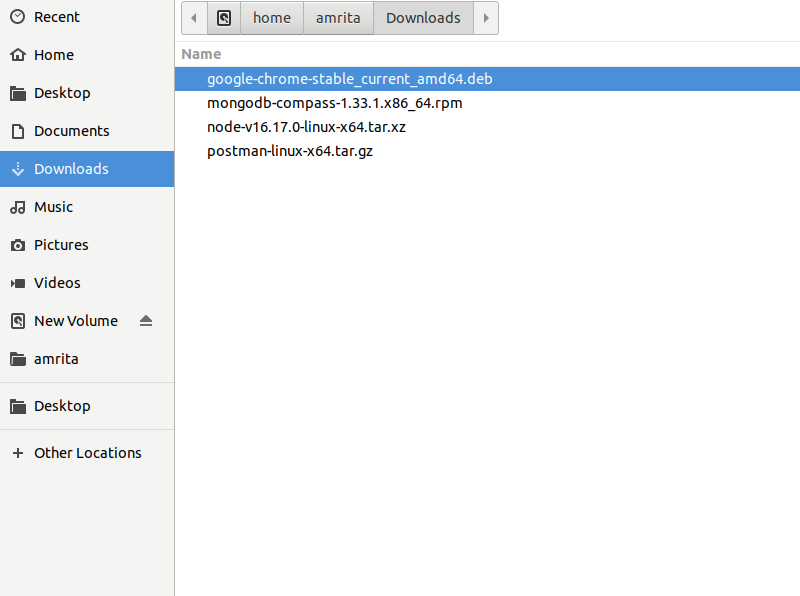 Recent
Home
Desktop
Documents
Downloads
Music
Pictures
Videos
New Volume
amrita
Desktop
Other Locations
home amrita Downloads
Name
google-chrome-stable_current_amd64.deb
mongodb-compass-1.33.1.x86_64.rpm
node-v16.17.0-linux-x64.tar.xz
postman-linux-x64.tar.gz